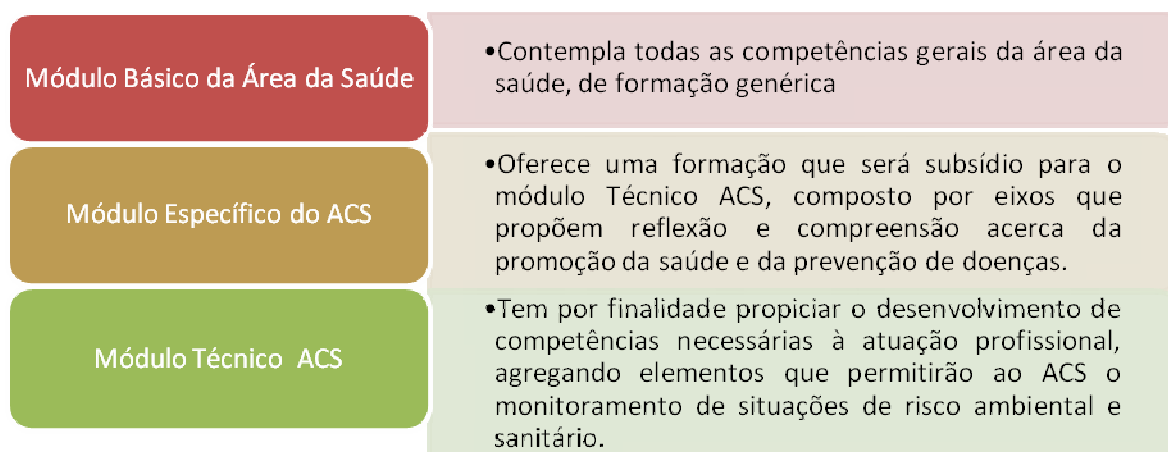 Módulo Básico da Área da Saúde
•Contempla todas as competências gerais da área da
saúde, de formação genérica
Módulo Específico do ACS
•Oferece uma formação que será subsídio para o
módulo Técnico ACS, composto por eixos que
propõem reflexão e compreensão acerca da
promoção da saúde e da prevenção de doenças.
Módulo Técnico ACS
•Tem por finalidade propiciar o desenvolvimento de
competências necessárias à atuação profissional,
agregando elementos que permitirão ao ACS o
monitoramento de situações de risco ambiental e
sanitário.